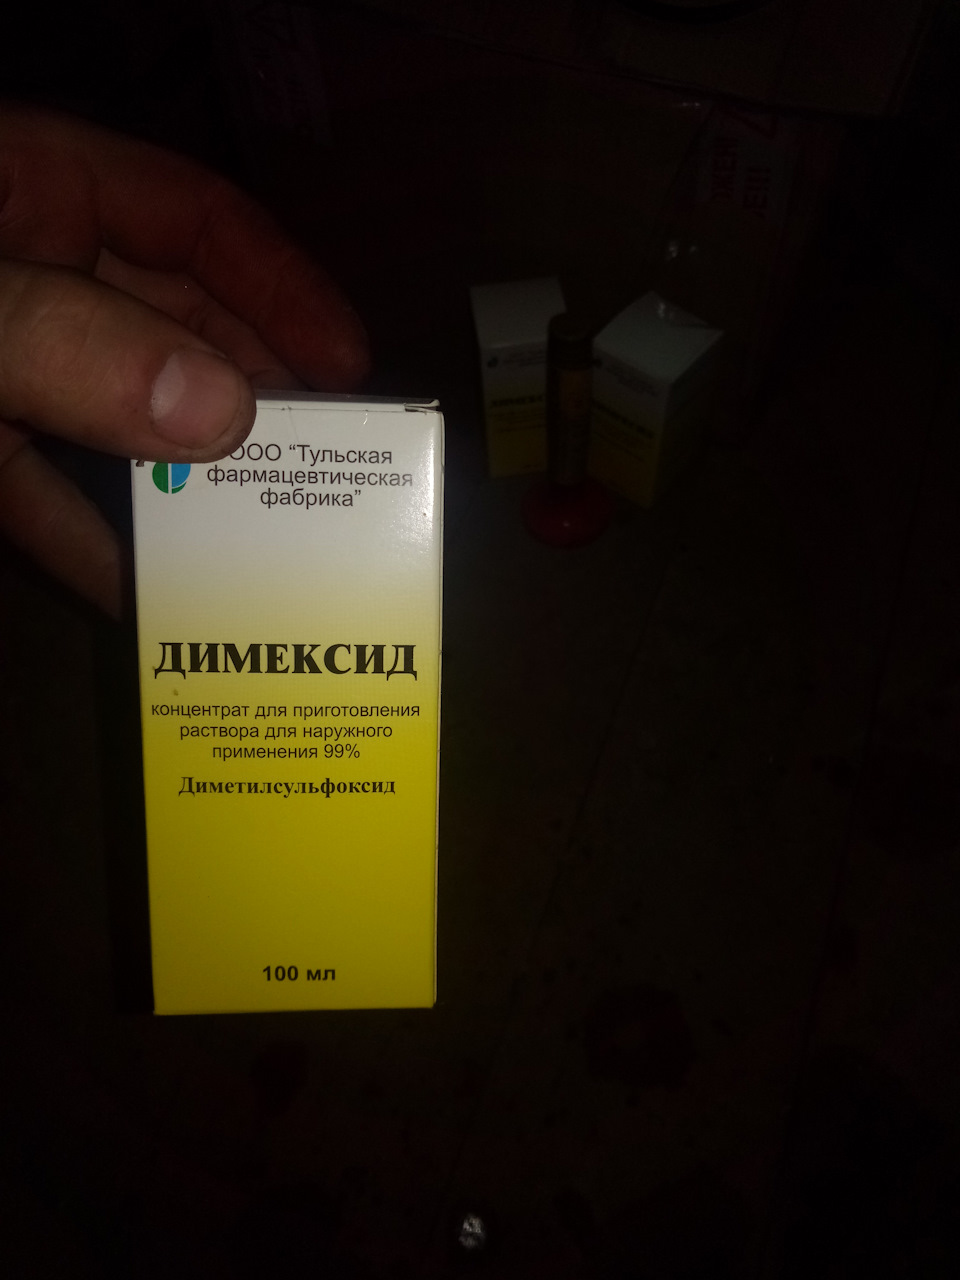 ООО “Тульская
фармацевтическая
фабрика”
ДИМЕКСИД
концентрат для приготовления
раствора для наружного
применения 99%
Диметилсульфоксид
100 мл